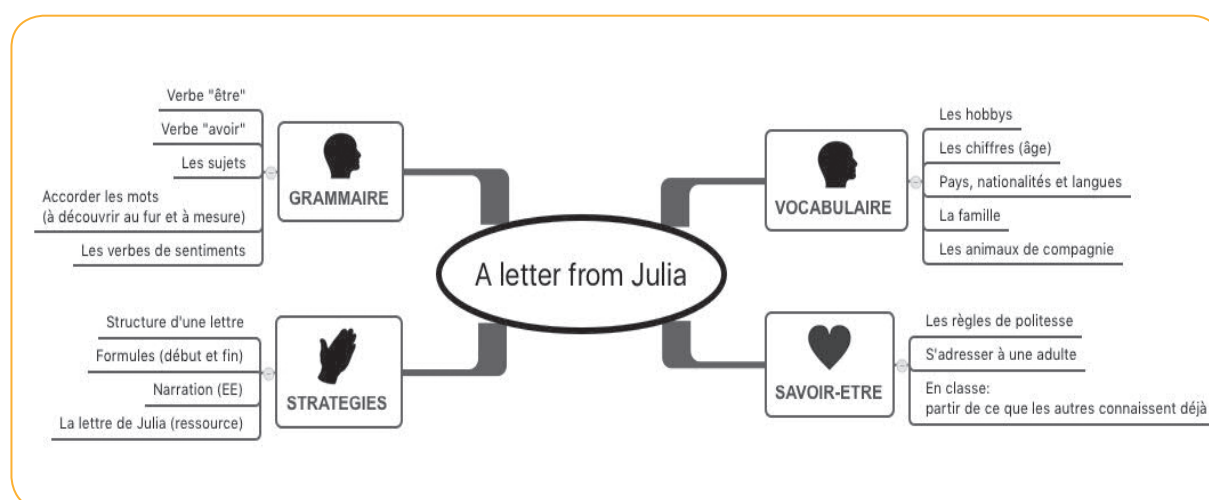 Verbe "être"
Verbe "avoir"
Les sujets
Accorder les mots
(à découvrir au fur et à mesure)
Les verbes de sentiments
GRAMMAIRE
Structure d'une lettre
Formules (début et fin)
Narration (EE)
La lettre de Julia (ressource)
STRATEGIES
A letter from Julia
VOCABULAIRE
Les hobbys
Les chiffres (âge)
Pays, nationalités et langues
La famille
Les animaux de compagnie
SAVOIR-ETRE
Les règles de politesse
S'adresser à une adulte
En classe:
partir de ce que les autres connaissent déjà